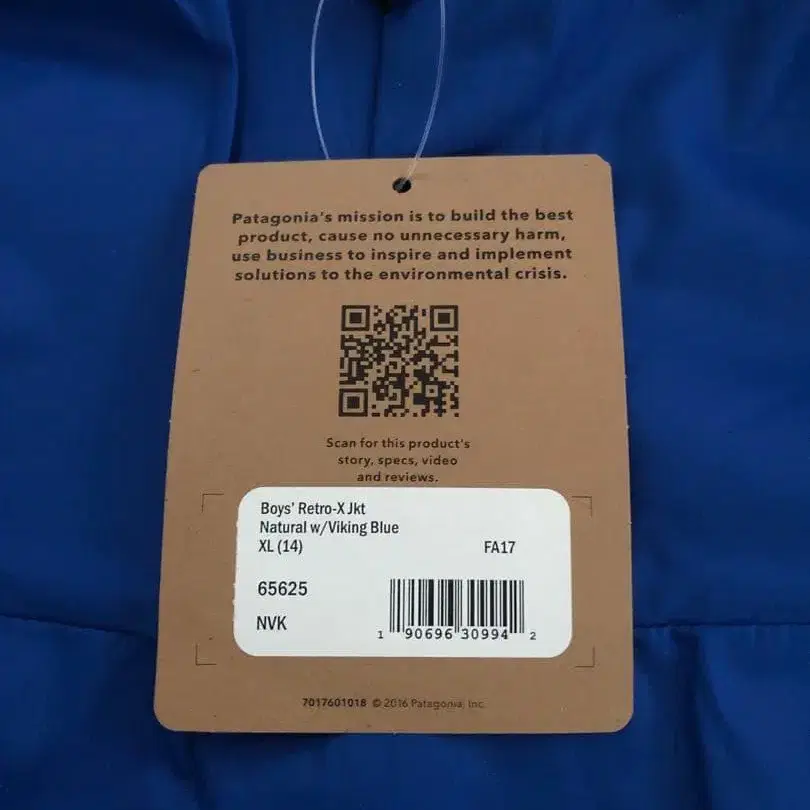 Patagonia's mission is to build the best
product, cause no unnecessary harm,
use business to inspire and implement
solutions to the environmental crisis.
Scan for this product's
story, specs, video
and reviews.
Boys' Retro-X Jkt
Natural w/Viking Blue
XL (14) FA17
65625
NVK
1 90696 30994 2
7017601018 © 2016 Patagonia, Inc.